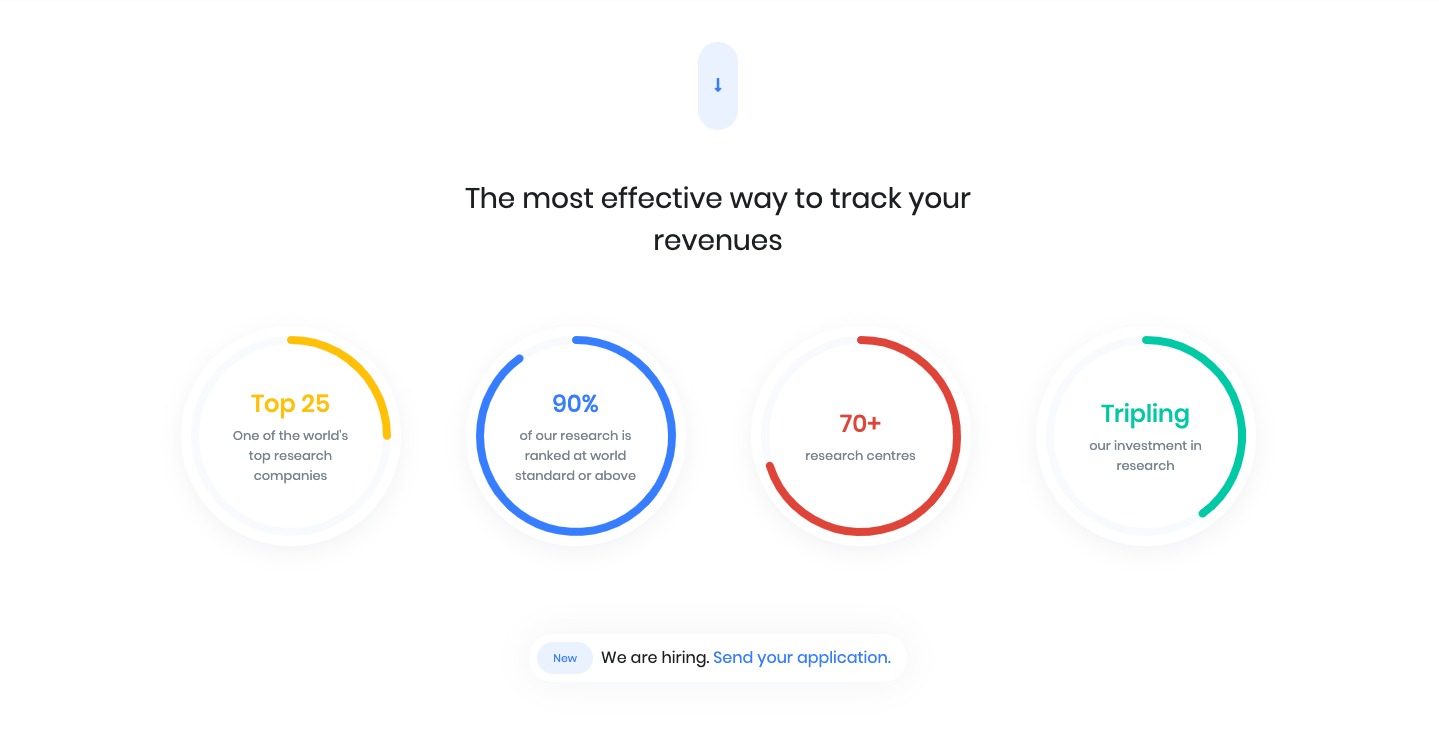 The most effective way to track your
revenues
Top 25
One of the world's
top research
companies
90%
of our research is
ranked at world
standard or above
70+
research centres
Tripling
our investment in
research
New We are hiring. Send your application.